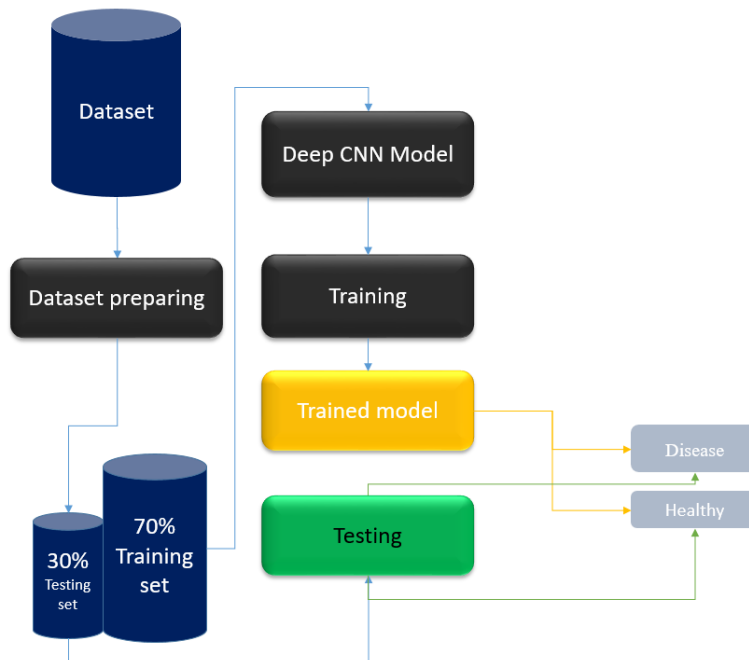 Dataset
Dataset preparing
30%
Testing
set
70%
Training
set
Deep CNN Model
Training
Trained model
Testing
Disease
Healthy